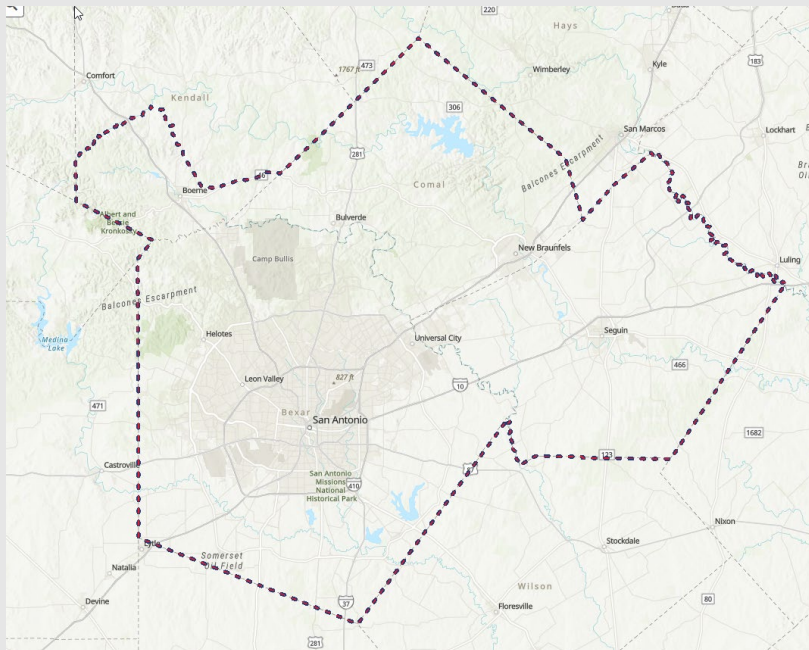 220
Hays
473
1767 ft
Comfort
Wimberley
Kyle
183
Kendall
306
San Marcos
Lockhart
281
46
Balcones Escarpment
Boerne
Comal
Albert and
Bessie
Kronkosky
Bulverde
New Braunfels
Camp Bullis
Luling
Balcones Escarpment
Medina
Lake
Helotes
Universal City
Seguin
466
Leon Valley
827 ft
10
471
Bexar
San Antonio
1682
123
Castroville
San Antonio
Missions
National
Historical Park
410
Nixon
Lytle
Stockdale
Somerset
Oil Field
Natalia
Wilson
Devine
37
Floresville
80
281